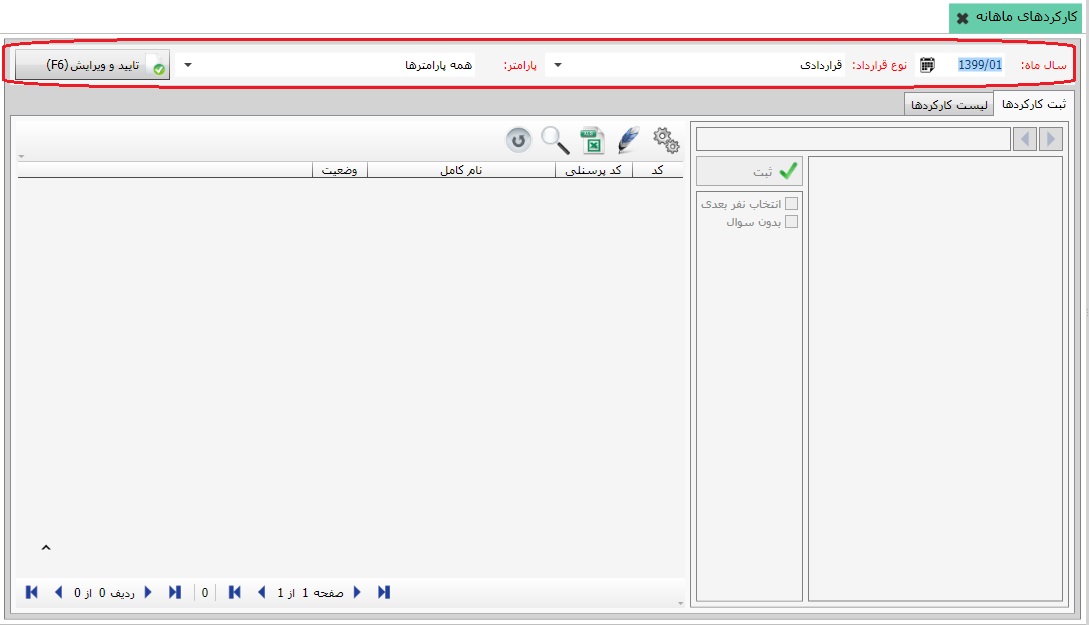 کارکردهای ماهانه
سال ماه: 1399/01 نوع قرارداد: قراردادی پارامتر: همه پارامترها تایید و ویرایش (F6)
ثبت کارکردها لیست کارکردها
ثبت
انتخاب نفر بعدی
بدون سوال
کد کد پرسنلی نام کامل وضعیت
صفحه 1 از 1 0 ردیف 0 از 0